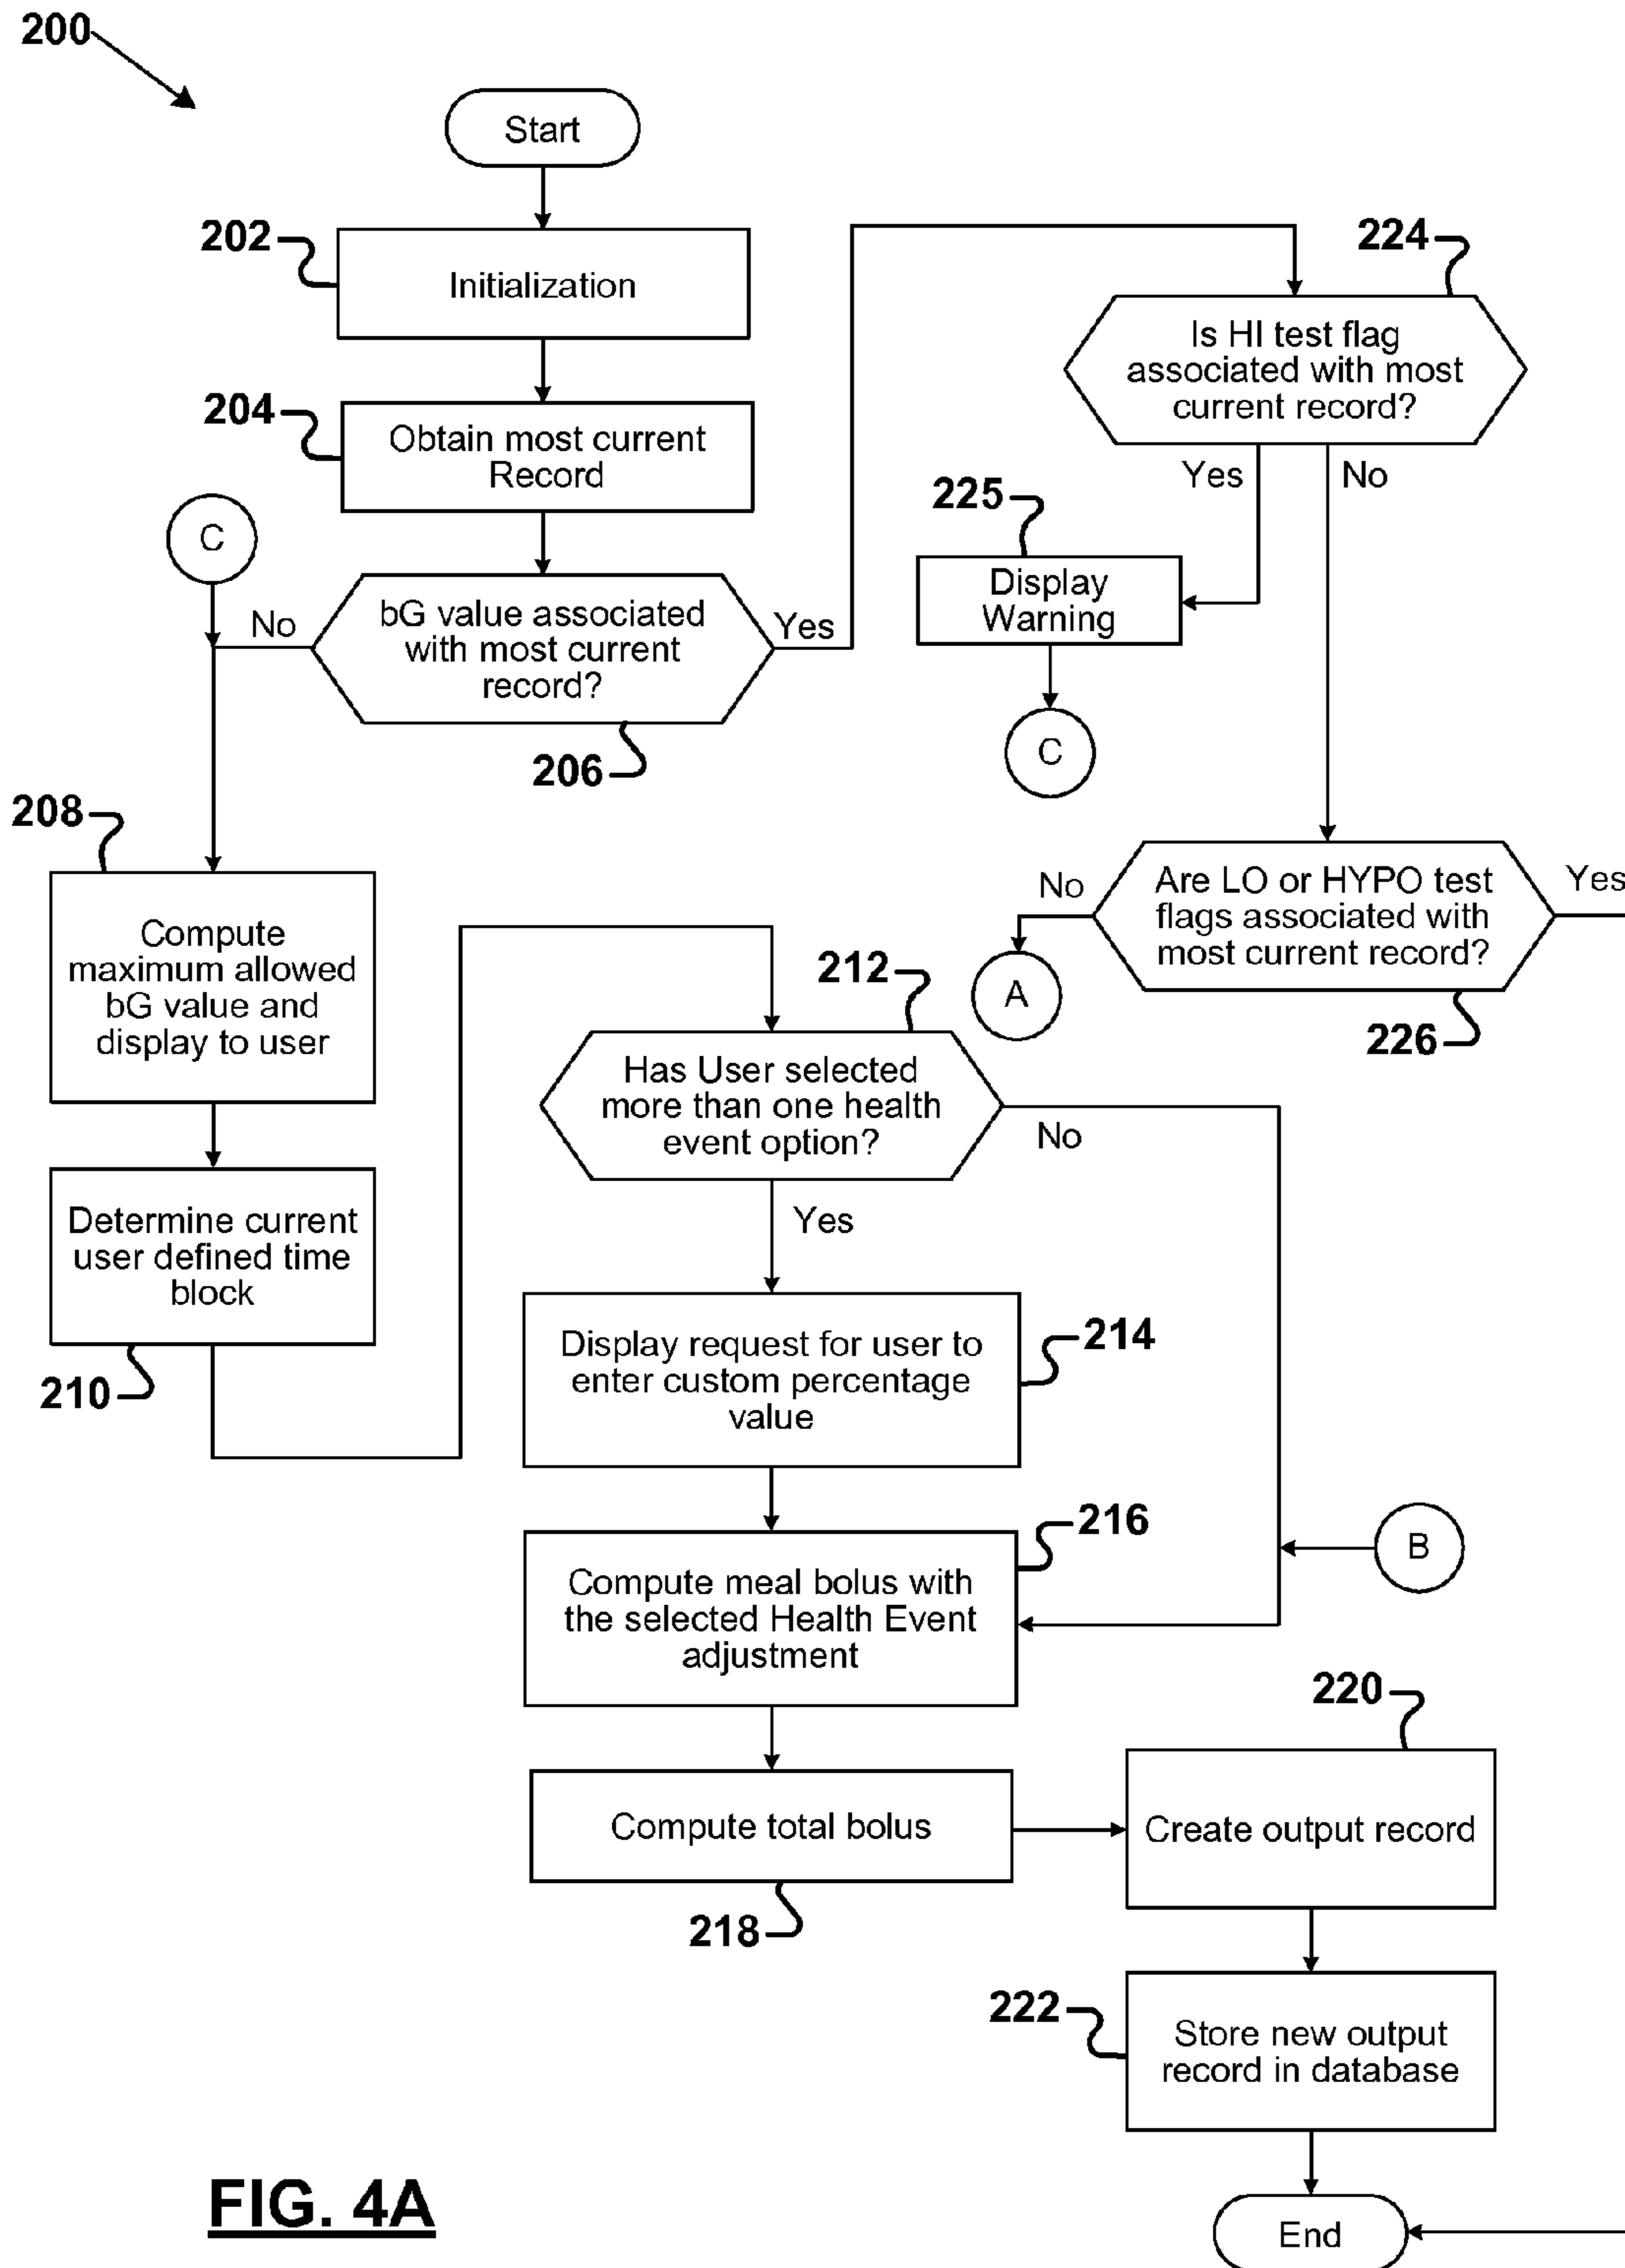 200
Start
202
Initialization
224
Is HI test flag
associated with most
current record?
204
Obtain most current
Record
Yes
No
225
Display
Warning
C
C
No
bG value associated
with most current
record?
Yes
206
208
Compute
maximum allowed
bG value and
display to user
No
Are LO or HYPO test
flags associated with
most current record?
Yes
A
226
212
Has User selected
more than one health
event option?
No
Yes
Determine current
user defined time
block
210
Display request for user to
enter custom percentage
value
214
216
Compute meal bolus with
the selected Health Event
adjustment
B
220
Compute total bolus
218
Create output record
222
Store new output
record in database
End
FIG. 4A